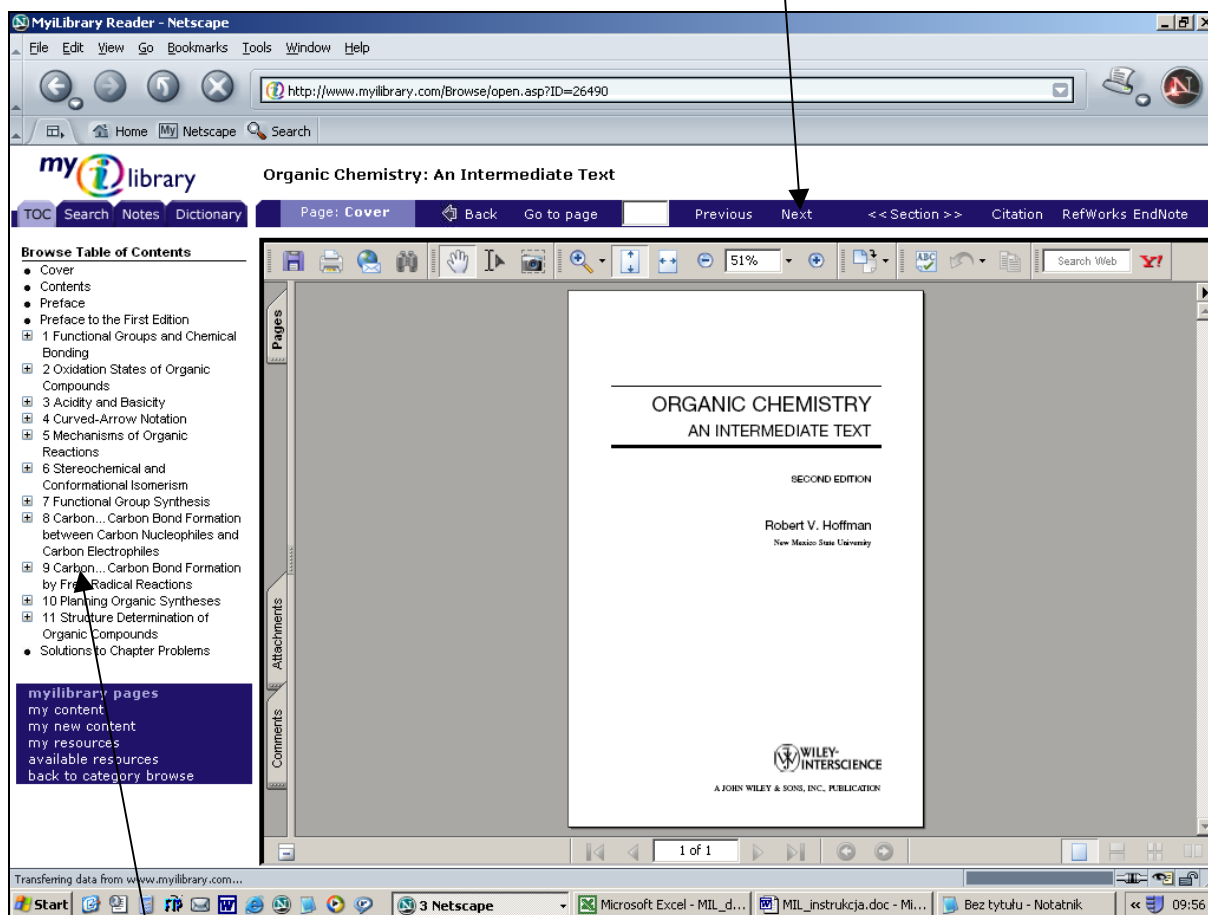 MyiLibrary Reader - Netscape
File Edit View Go Bookmarks Tools Window Help
http://www.myilibrary.com/Browse/open.asp?ID=26490
Home My Netscape Search
my i library
Organic Chemistry: An Intermediate Text
TOC Search Notes Dictionary
Page: Cover Back Go to page Previous Next << Section >> Citation RefWorks EndNote
Browse Table of Contents
Cover
Contents
Preface
Preface to the First Edition
1 Functional Groups and Chemical
Bonding
2 Oxidation States of Organic
Compounds
3 Acidity and Basicity
4 Curved-Arrow Notation
5 Mechanisms of Organic
Reactions
6 Stereochemical and
Conformational Isomerism
7 Functional Group Synthesis
8 Carbon...Carbon Bond Formation
between Carbon Nucleophiles and
Carbon Electrophiles
9 Carbon...Carbon Bond Formation
by Free Radical Reactions
10 Planning Organic Syntheses
11 Structure Determination of
Organic Compounds
Solutions to Chapter Problems
myilibrary pages
my content
my new content
my resources
available resources
back to category browse
51%
ABC
Search Web Y!
Pages
Attachments
Comments
ORGANIC CHEMISTRY
AN INTERMEDIATE TEXT
SECOND EDITION
Robert V. Hoffman
New Mexico State University
WILEY-
INTERSCIENCE
A JOHN WILEY & SONS, INC., PUBLICATION
1 of 1
Transferring data from www.myilibrary.com...
Start 3 Netscape Microsoft Excel - MIL_d... MIL_instrukcja.doc - Mi... Bez tytułu - Notatnik « 09:56